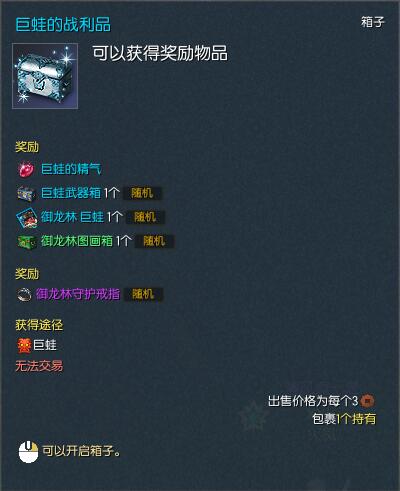 巨蛙的战利品
箱子
可以获得奖励物品
奖励
巨蛙的精气
巨蛙武器箱 1个 随机
御龙林 巨蛙 1个 随机
御龙林图画箱 1个 随机
奖励
御龙林守护戒指 随机
获得途径
巨蛙
无法交易
出售价格为每个3
包裹1个持有
可以开启箱子。